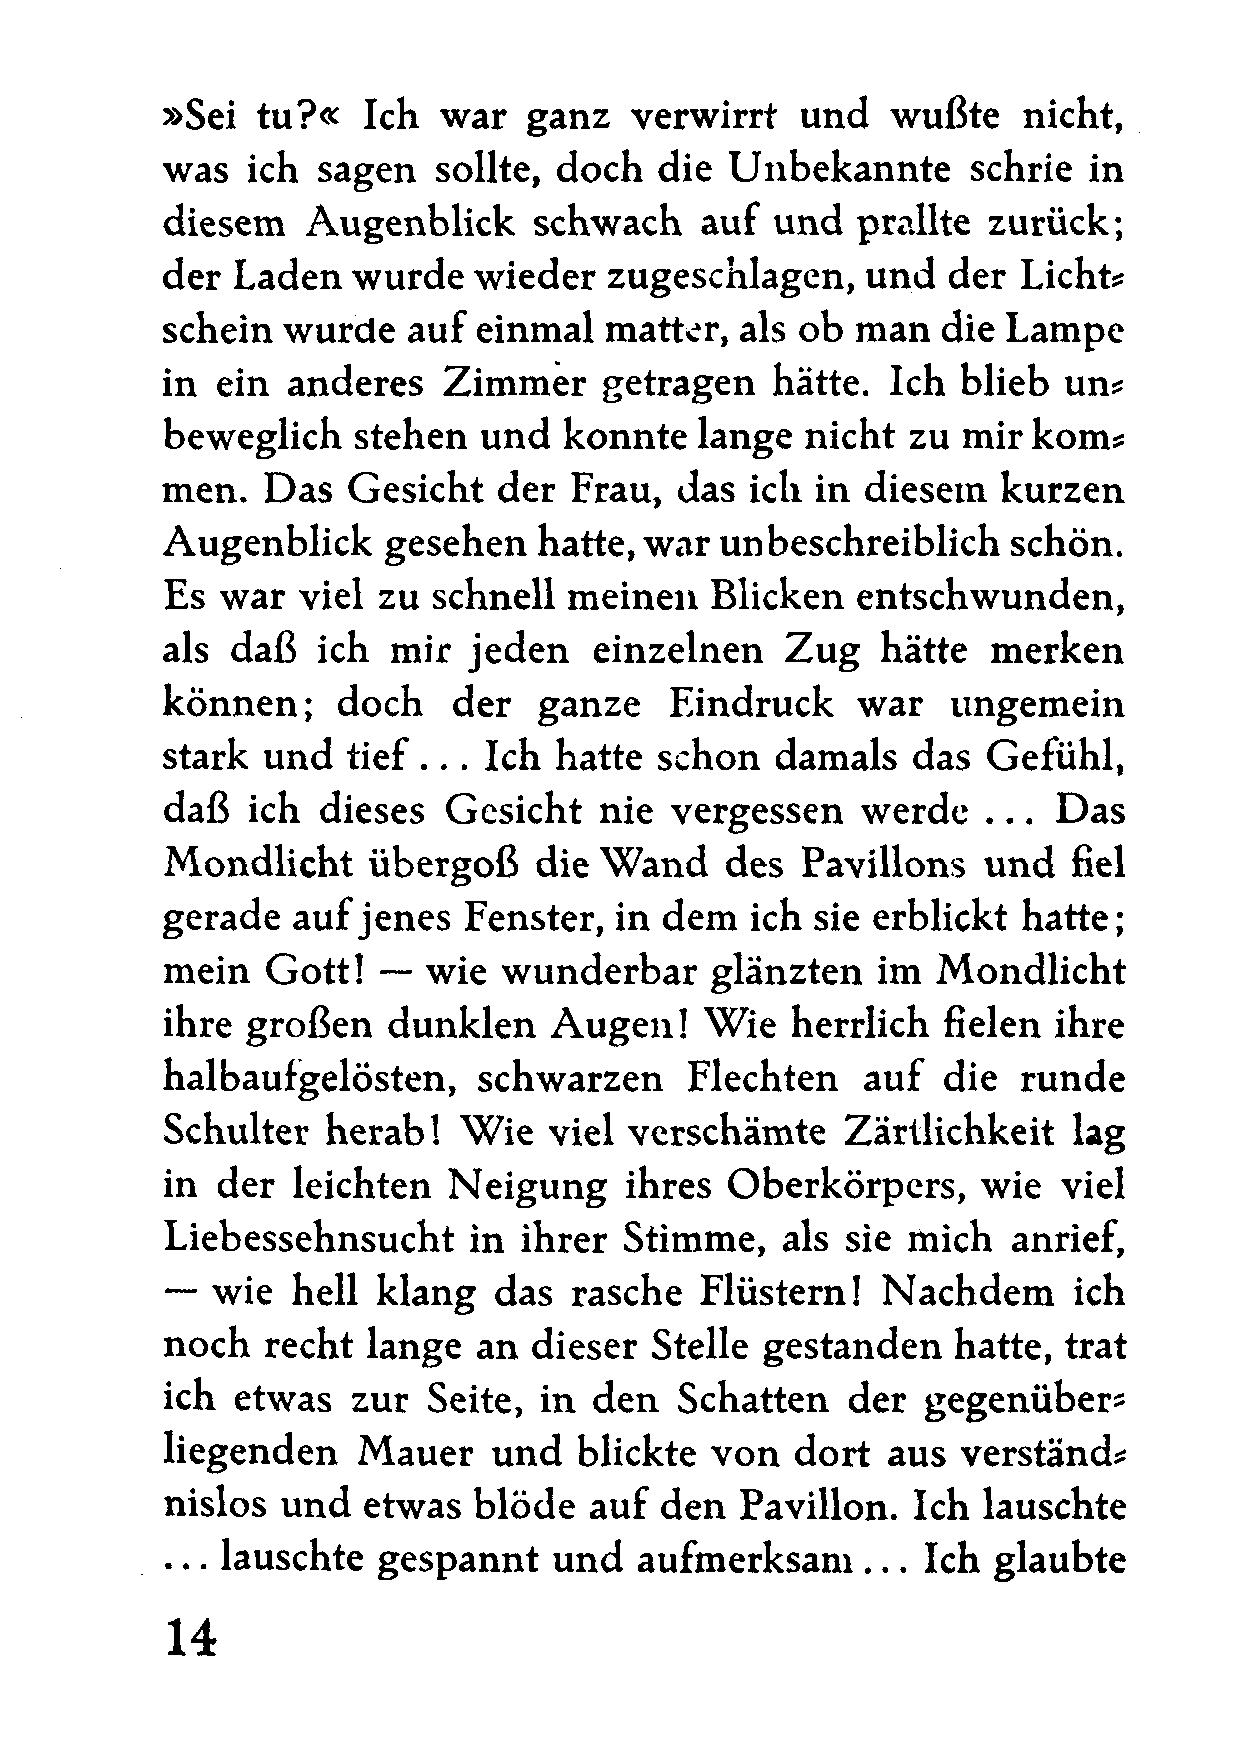 »Sei tu?« Ich war ganz verwirrt und wußte nicht,
was ich sagen sollte, doch die Unbekannte schrie in
diesem Augenblick schwach auf und prallte zurück;
der Laden wurde wieder zugeschlagen, und der Licht⸗
schein wurde auf einmal matter, als ob man die Lampe
in ein anderes Zimmer getragen hätte. Ich blieb un⸗
beweglich stehen und konnte lange nicht zu mir kom⸗
men. Das Gesicht der Frau, das ich in diesem kurzen
Augenblick gesehen hatte, war unbeschreiblich schön.
Es war viel zu schnell meinen Blicken entschwunden,
als daß ich mir jeden einzelnen Zug hätte merken
können; doch der ganze Eindruck war ungemein
stark und tief ... Ich hatte schon damals das Gefühl,
daß ich dieses Gesicht nie vergessen werde ... Das
Mondlicht übergoß die Wand des Pavillons und fiel
gerade auf jenes Fenster, in dem ich sie erblickt hatte;
mein Gott! — wie wunderbar glänzten im Mondlicht
ihre großen dunklen Augen! Wie herrlich fielen ihre
halbaufgelösten, schwarzen Flechten auf die runde
Schulter herab! Wie viel verschämte Zärtlichkeit lag
in der leichten Neigung ihres Oberkörpers, wie viel
Liebessehnsucht in ihrer Stimme, als sie mich anrief,
— wie hell klang das rasche Flüstern! Nachdem ich
noch recht lange an dieser Stelle gestanden hatte, trat
ich etwas zur Seite, in den Schatten der gegenüber⸗
liegenden Mauer und blickte von dort aus verständ⸗
nislos und etwas blöde auf den Pavillon. Ich lauschte
... lauschte gespannt und aufmerksam ... Ich glaubte
14